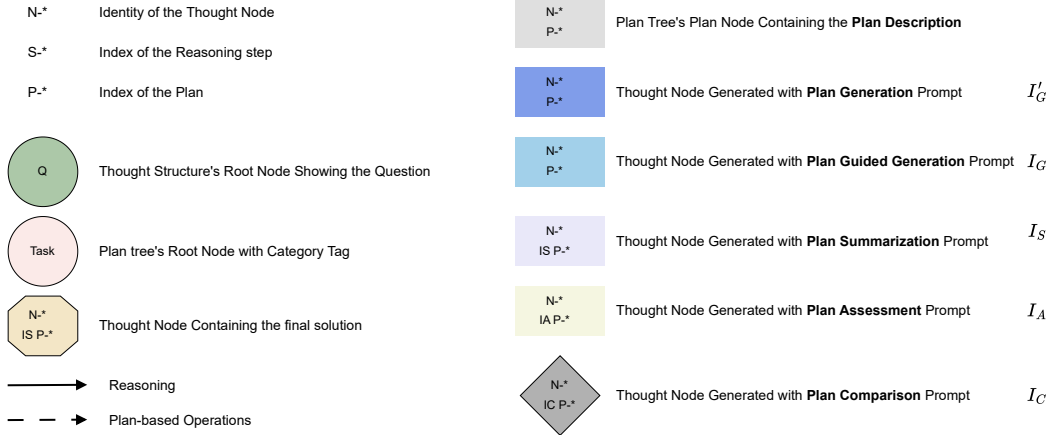 N-*
Identity of the Thought Node
S-*
Index of the Reasoning step
P-*
Index of the Plan
Q
Thought Structure's Root Node Showing the Question
Task
Plan tree's Root Node with Category Tag
N-*
IS P-*
Thought Node Containing the final solution
Reasoning
Plan-based Operations
N-*
P-*
Plan Tree's Plan Node Containing the Plan Description
N-*
P-*
Thought Node Generated with Plan Generation Prompt
I'_G
N-*
P-*
Thought Node Generated with Plan Guided Generation Prompt
I_G
N-*
IS P-*
Thought Node Generated with Plan Summarization Prompt
I_S
N-*
IA P-*
Thought Node Generated with Plan Assessment Prompt
I_A
N-*
IC P-*
Thought Node Generated with Plan Comparison Prompt
I_C